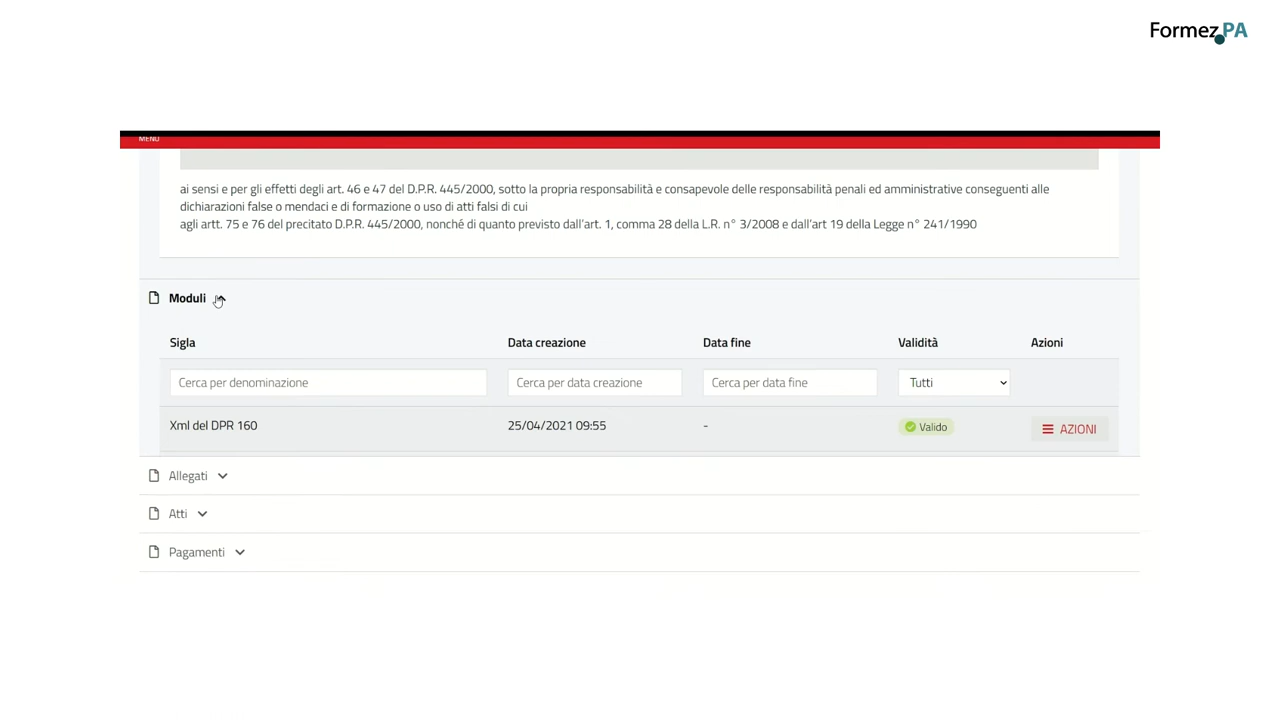 Formez PA
MENU
ai sensi e per gli effetti degli art. 46 e 47 del D.P.R. 445/2000, sotto la propria responsabilità e consapevole delle responsabilità penali ed amministrative conseguenti alle
dichiarazioni false o mendaci e di formazione o uso di atti falsi di cui
agli artt. 75 e 76 del precitato D.P.R. 445/2000, nonché di quanto previsto dall'art. 1, comma 28 della L.R. n° 3/2008 e dall'art 19 della Legge n° 241/1990
Moduli
Sigla Data creazione Data fine Validità Azioni
Cerca per denominazione Cerca per data creazione Cerca per data fine Tutti
Xml del DPR 160 25/04/2021 09:55 - Valido AZIONI
Allegati
Atti
Pagamenti